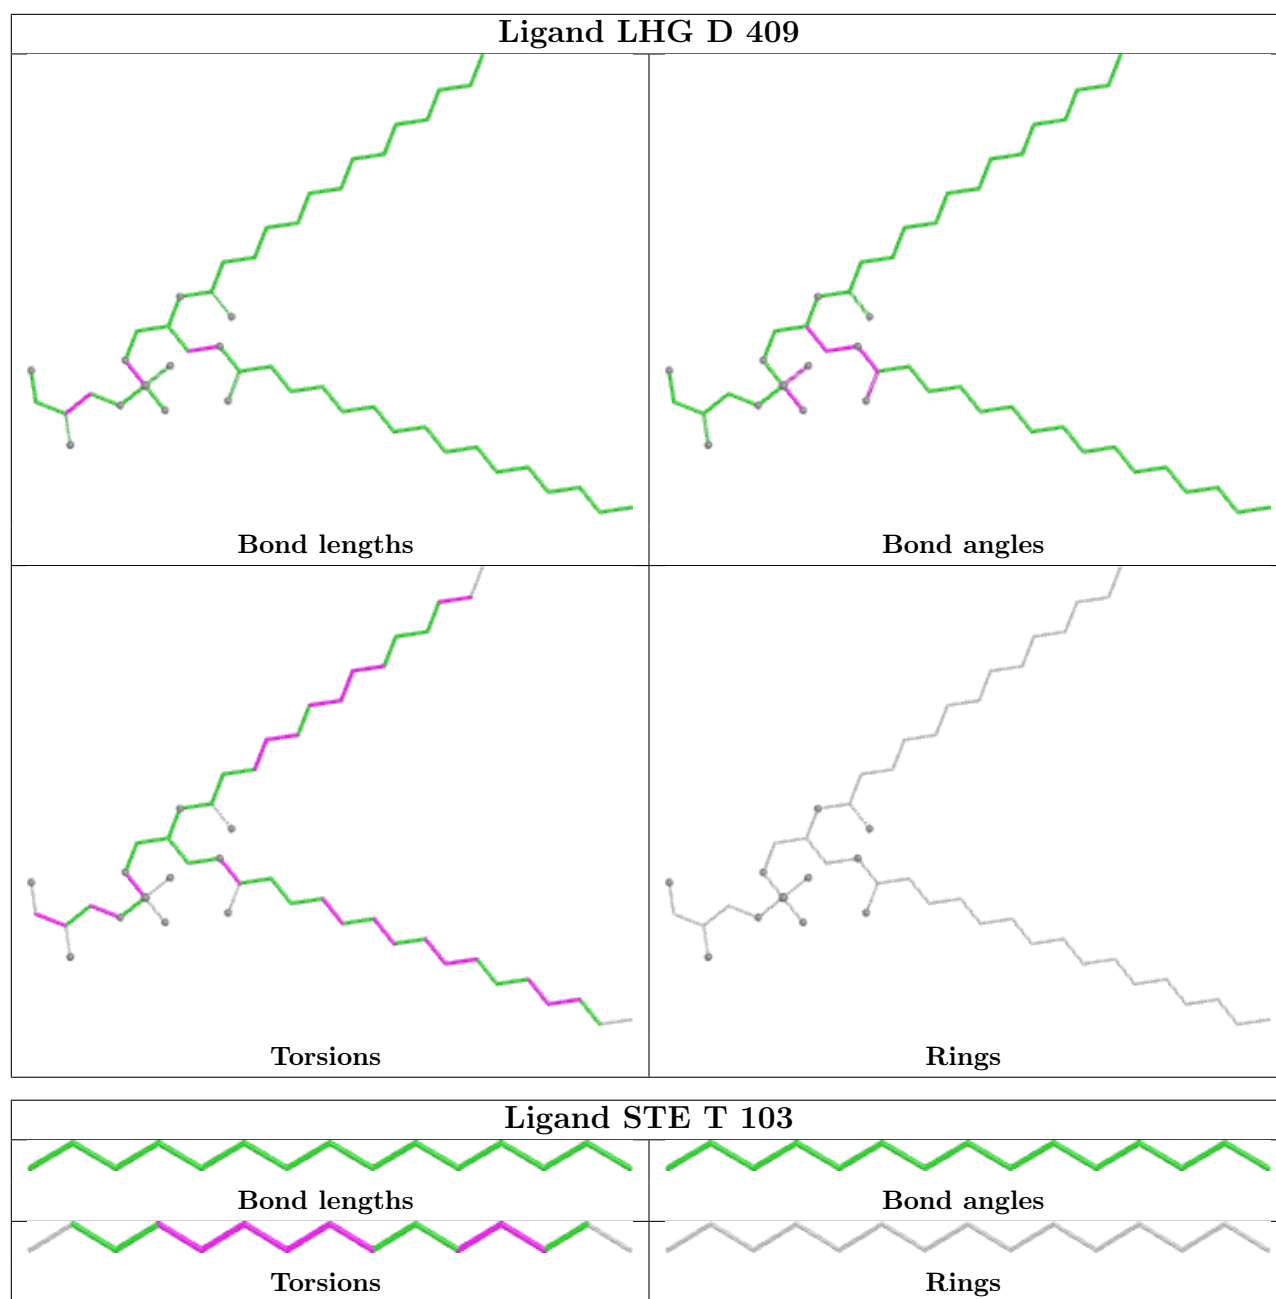 Ligand LHG D 409
Bond lengths
Bond angles
Torsions
Rings
Ligand STE T 103
Bond lengths
Bond angles
Torsions
Rings